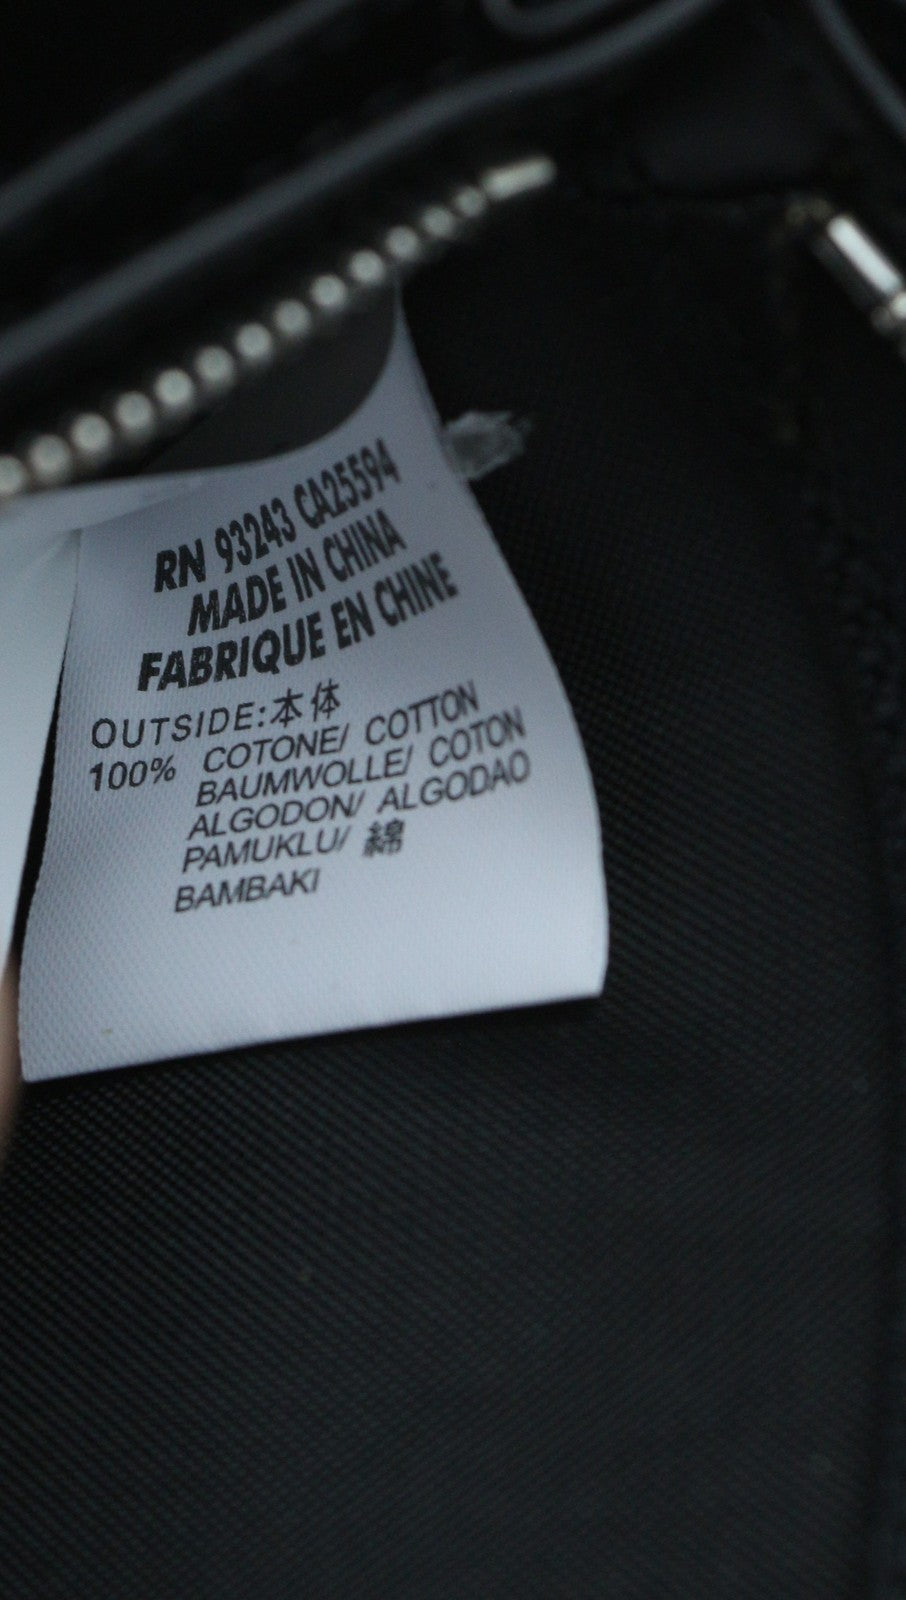 RN 93243 CA25594
MADE IN CHINA
FABRIQUE EN CHINE
OUTSIDE:本体
100% COTONE/ COTTON
BAUMWOLLE/ COTON
ALGODON/ ALGODAO
PAMUKLU/ 綿
BAMBAKI